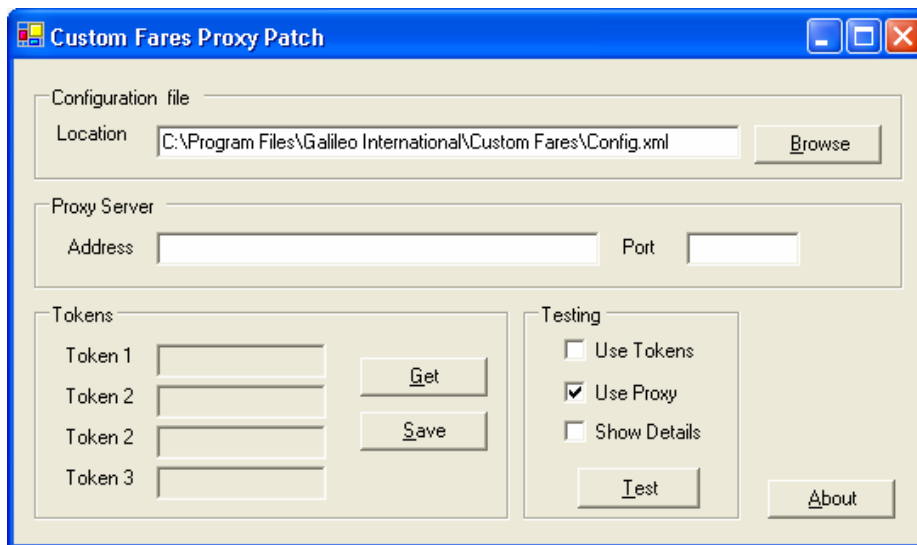 Custom Fares Proxy Patch
Configuration file
Location C:\Program Files\Galileo International\Custom Fares\Config.xml Browse
Proxy Server
Address Port
Tokens
Token 1
Token 2
Token 2
Token 3
Get
Save
Testing
Use Tokens
Use Proxy
Show Details
Test
About